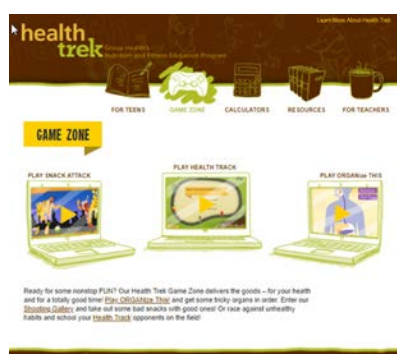 Learn More About Health Trek
health
trek
Group Health's
Nutrition and Fitness Education Program
FOR TEENS
GAME ZONE
CALCULATORS
RESOURCES
FOR TEACHERS
GAME ZONE
PLAY SNACK ATTACK
PLAY HEALTH TRACK
PLAY ORGANize THIS
Ready for some nonstop FUN? Our Health Trek Game Zone delivers the goods – for your health
and for a totally good time! Play ORGANize This! and get some tricky organs in order. Enter our
Shooting Gallery and take out some bad snacks with good ones! Or race against unhealthy
habits and school your Health Track opponents on the field!